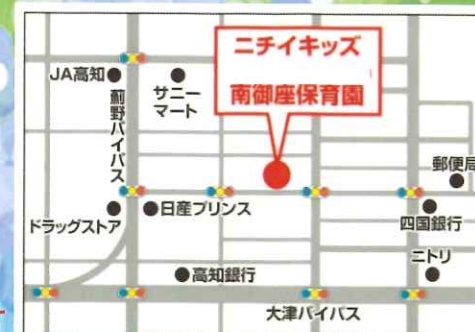 ニチイキッズ
南御座保育園
JA高知
サニー
マート
薊野バイパス
郵便局
ドラッグストア
日産プリンス
四国銀行
ニトリ
高知銀行
大津バイパス